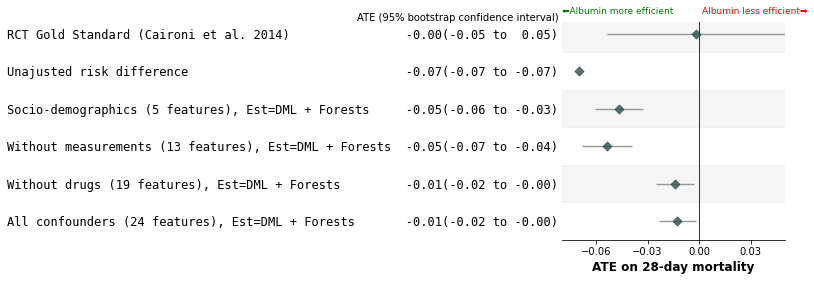 ⬅Albumin more efficient Albumin less efficient➡
ATE (95% bootstrap confidence interval)
RCT Gold Standard (Caironi et al. 2014) -0.00(-0.05 to  0.05)
Unajusted risk difference -0.07(-0.07 to -0.07)
Socio-demographics (5 features), Est=DML + Forests -0.05(-0.06 to -0.03)
Without measurements (13 features), Est=DML + Forests -0.05(-0.07 to -0.04)
Without drugs (19 features), Est=DML + Forests -0.01(-0.02 to -0.00)
All confounders (24 features), Est=DML + Forests -0.01(-0.02 to -0.00)
−0.06 −0.03 0.00 0.03
ATE on 28-day mortality